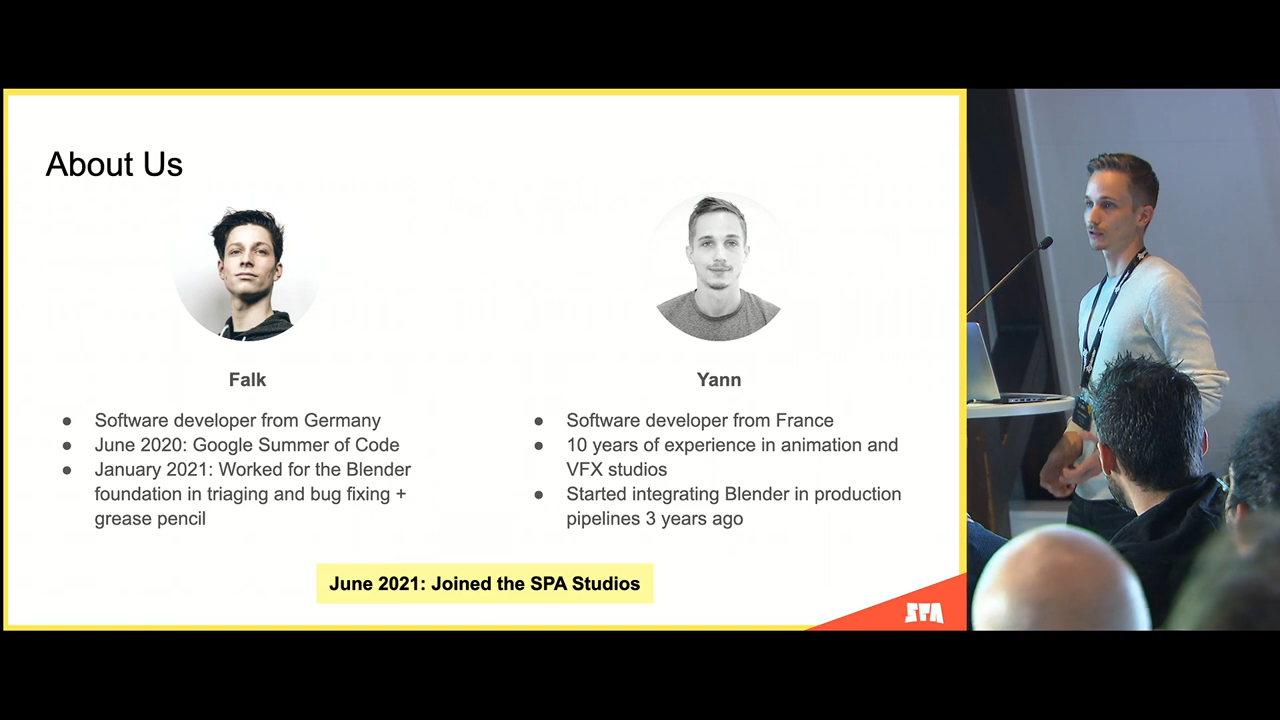 About Us
Falk
● Software developer from Germany
● June 2020: Google Summer of Code
● January 2021: Worked for the Blender
foundation in triaging and bug fixing +
grease pencil
Yann
● Software developer from France
● 10 years of experience in animation and
VFX studios
● Started integrating Blender in production
pipelines 3 years ago
June 2021: Joined the SPA Studios
SPA